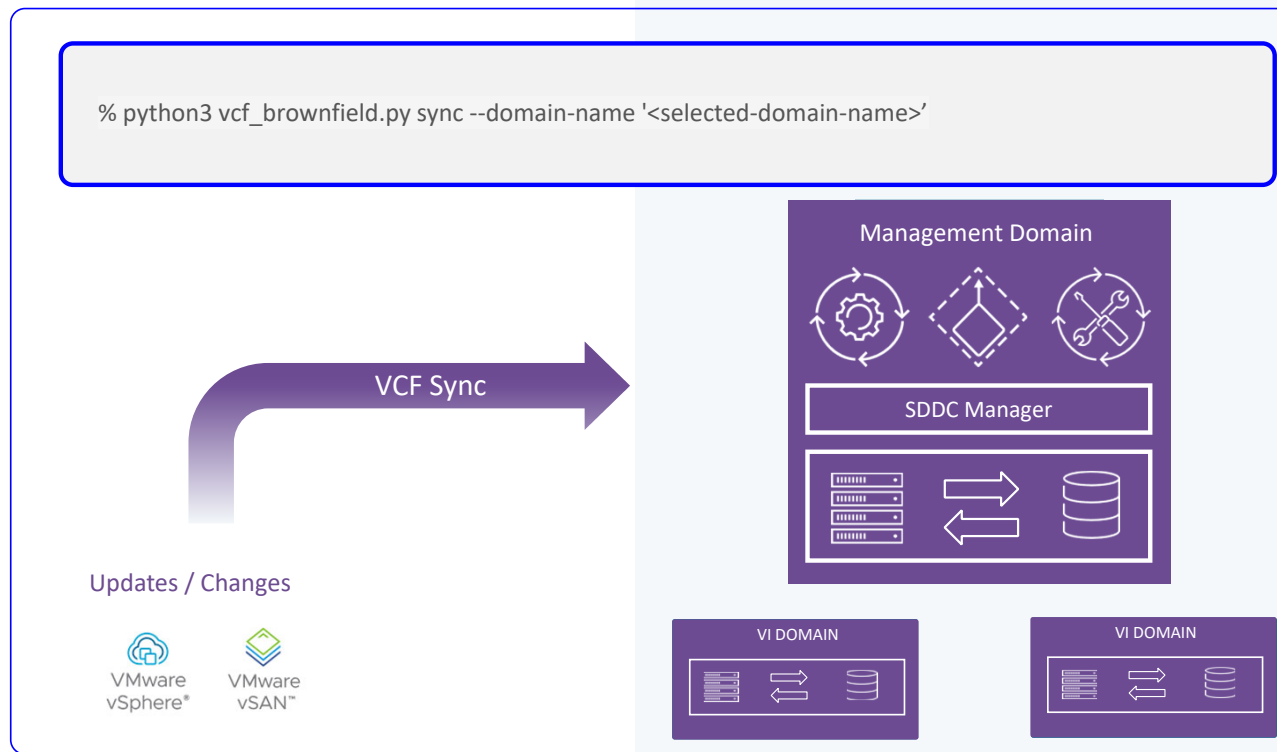 % python3 vcf_brownfield.py sync --domain-name '<selected-domain-name>’
Management Domain
VCF Sync
SDDC Manager
Updates / Changes
VMware
vSphere®
VMware
vSAN™
VI DOMAIN
VI DOMAIN